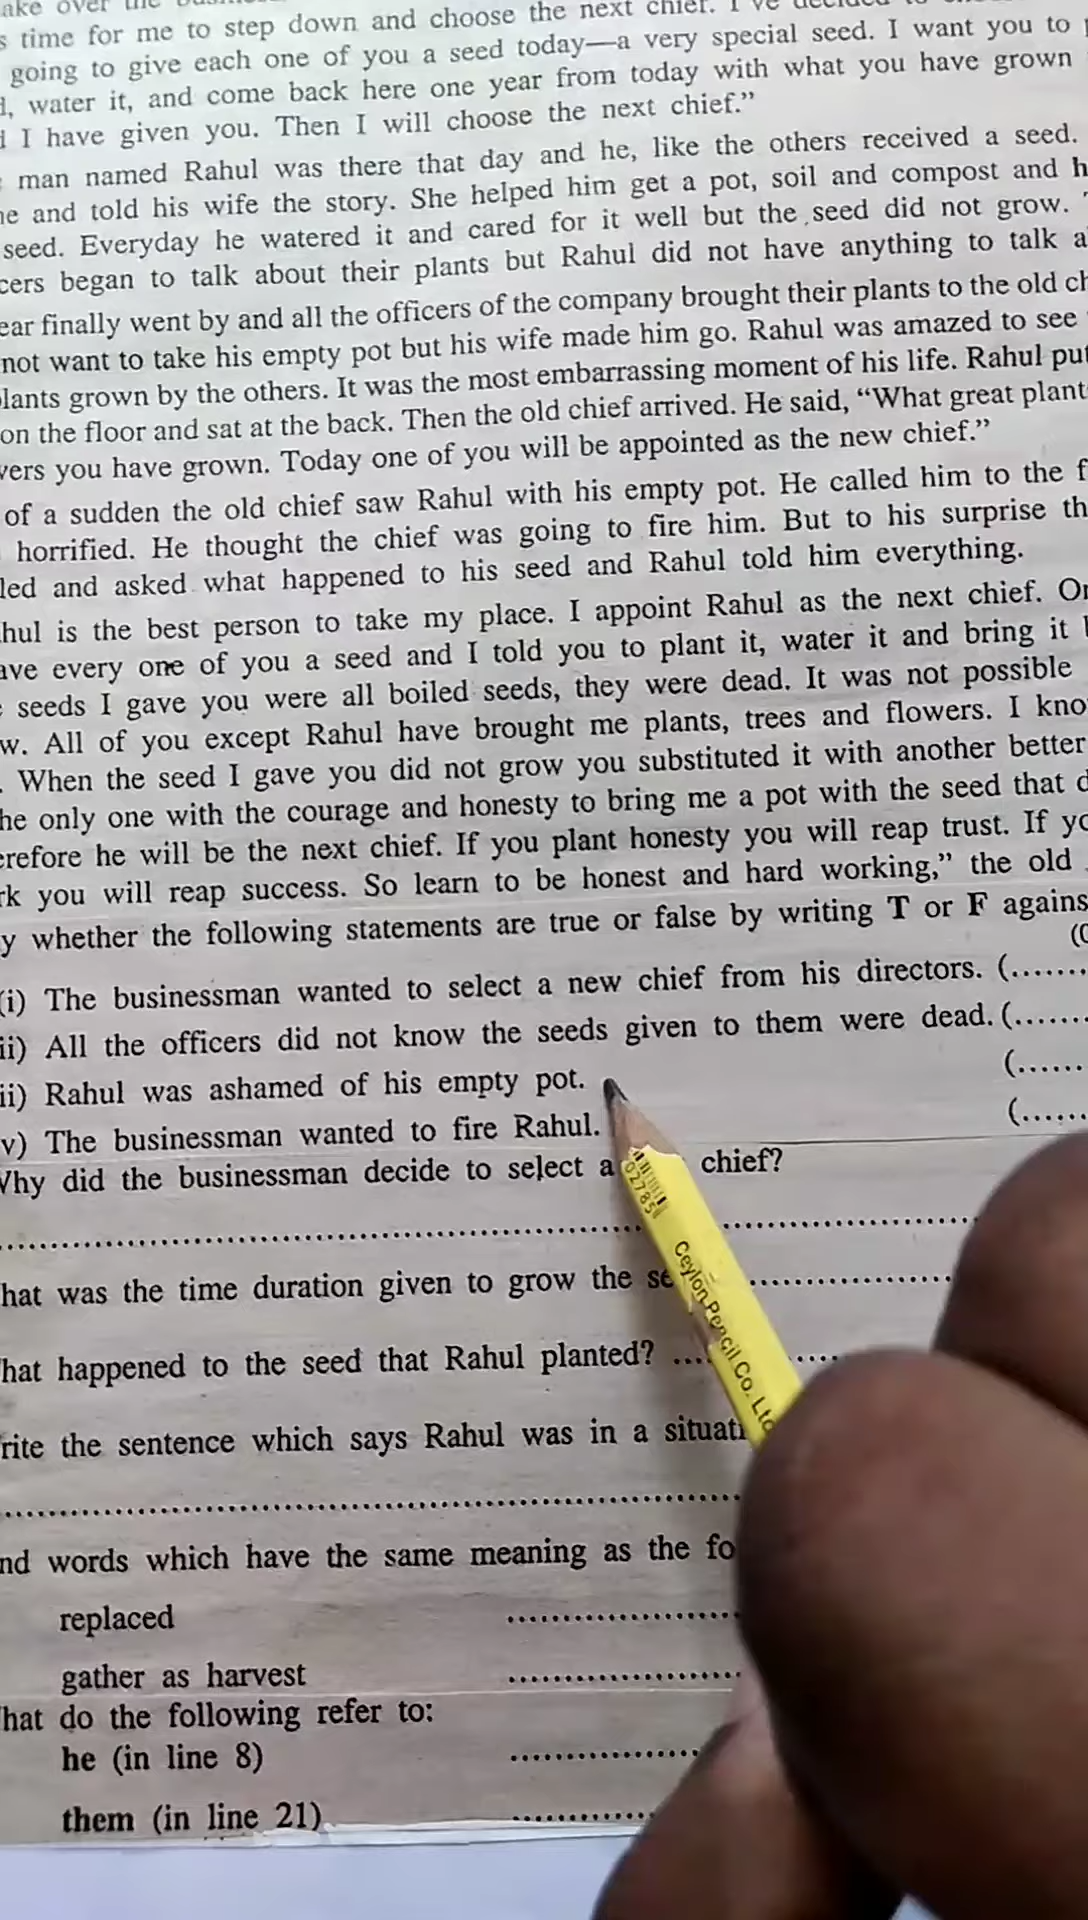 ake over the
s time for me to step down and choose the next chief. I've decided to
going to give each one of you a seed today—a very special seed. I want you to
, water it, and come back here one year from today with what you have grown
I have given you. Then I will choose the next chief."
man named Rahul was there that day and he, like the others received a seed.
and told his wife the story. She helped him get a pot, soil and compost and h
seed. Everyday he watered it and cared for it well but the seed did not grow.
cers began to talk about their plants but Rahul did not have anything to talk a
ear finally went by and all the officers of the company brought their plants to the old ch
not want to take his empty pot but his wife made him go. Rahul was amazed to see
lants grown by the others. It was the most embarrassing moment of his life. Rahul put
on the floor and sat at the back. Then the old chief arrived. He said, "What great plant
wers you have grown. Today one of you will be appointed as the new chief."
of a sudden the old chief saw Rahul with his empty pot. He called him to the f
horrified. He thought the chief was going to fire him. But to his surprise th
led and asked what happened to his seed and Rahul told him everything.
hul is the best person to take my place. I appoint Rahul as the next chief. On
ave every one of you a seed and I told you to plant it, water it and bring it
seeds I gave you were all boiled seeds, they were dead. It was not possible
w. All of you except Rahul have brought me plants, trees and flowers. I kno
. When the seed I gave you did not grow you substituted it with another better
he only one with the courage and honesty to bring me a pot with the seed that d
erefore he will be the next chief. If you plant honesty you will reap trust. If yo
rk you will reap success. So learn to be honest and hard working," the old
y whether the following statements are true or false by writing T or F agains
(i) The businessman wanted to select a new chief from his directors. (.......
ii) All the officers did not know the seeds given to them were dead. (.......
ii) Rahul was ashamed of his empty pot. (......
v) The businessman wanted to fire Rahul. (......
Why did the businessman decide to select a chief?
hat was the time duration given to grow the se
hat happened to the seed that Rahul planted? ....
rite the sentence which says Rahul was in a situati
nd words which have the same meaning as the fo
replaced ....................
gather as harvest ....................
hat do the following refer to:
he (in line 8) ....................
them (in line 21) ..............
02785
Ceylon Pencil Co. Ltd